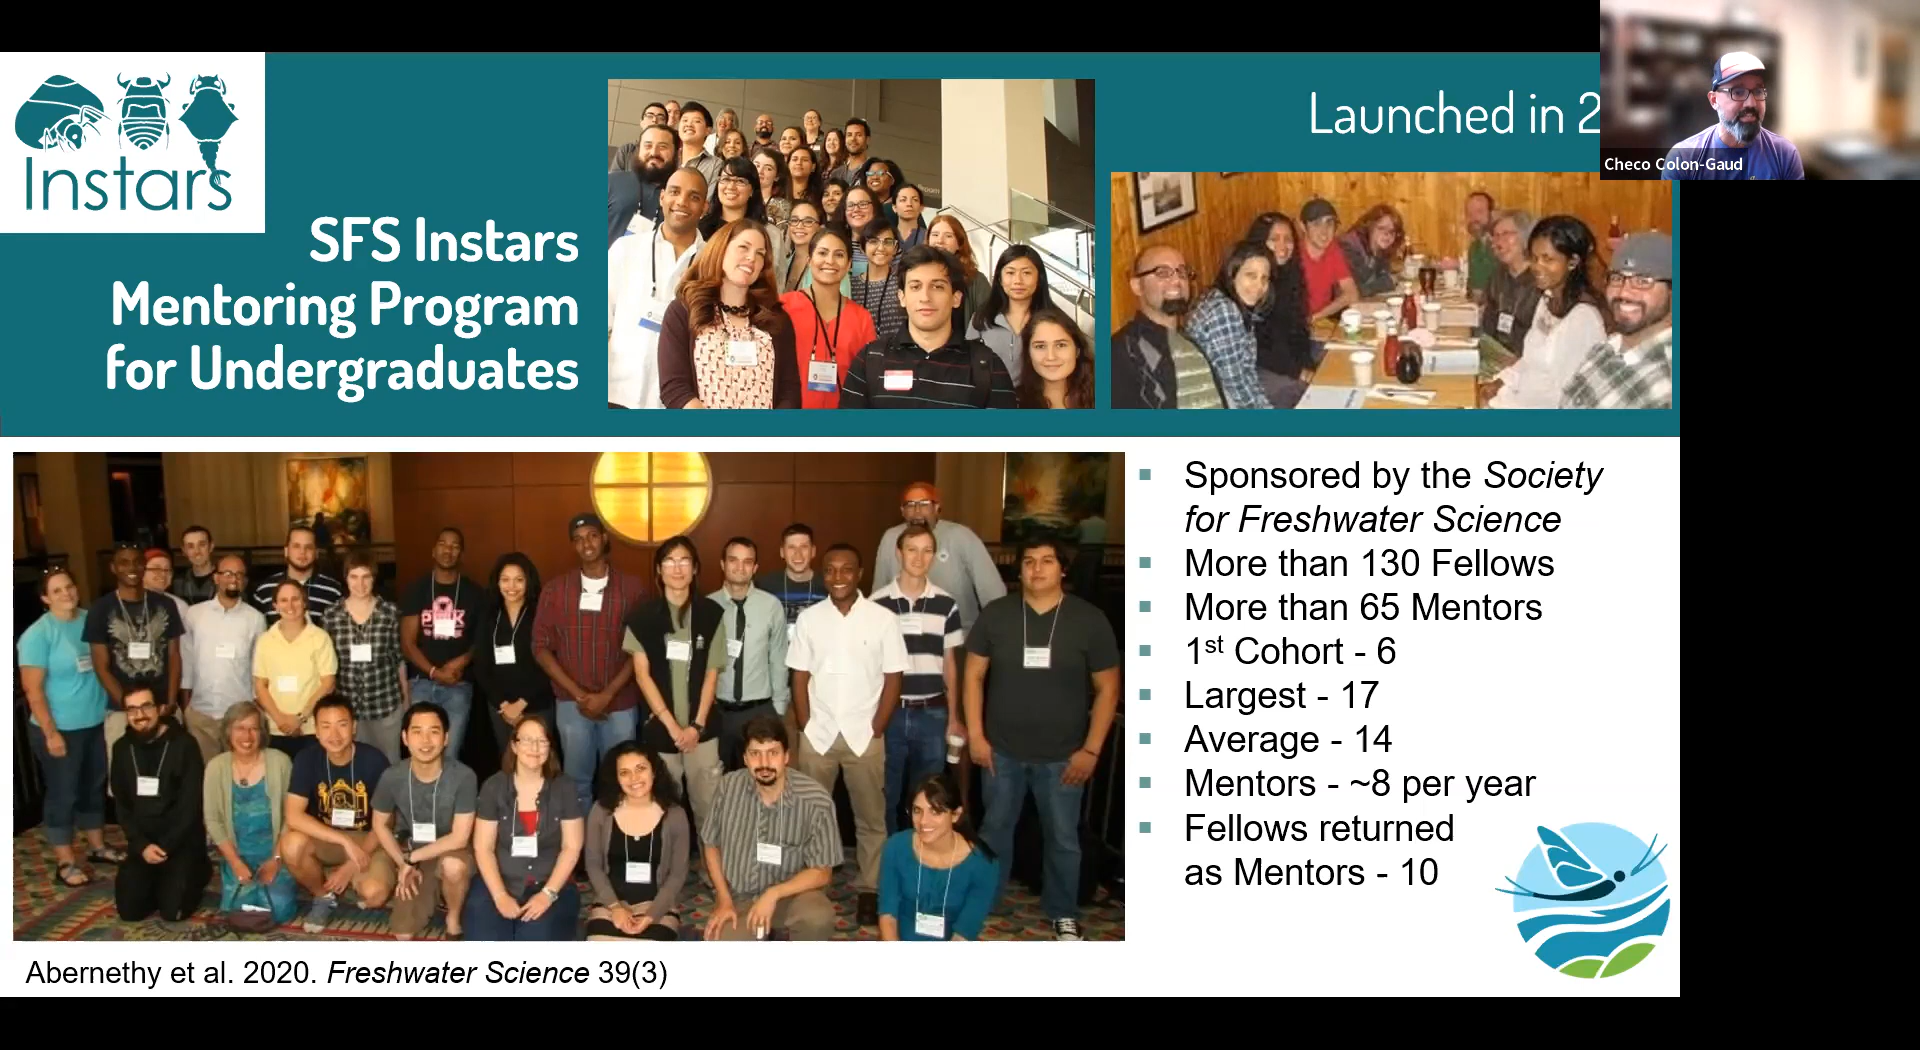 Instars
SFS Instars
Mentoring Program
for Undergraduates
Launched in 2
Checo Colon-Gaud
Sponsored by the Society
for Freshwater Science
More than 130 Fellows
More than 65 Mentors
1st Cohort - 6
Largest - 17
Average - 14
Mentors - ~8 per year
Fellows returned
as Mentors - 10
Abernethy et al. 2020. Freshwater Science 39(3)